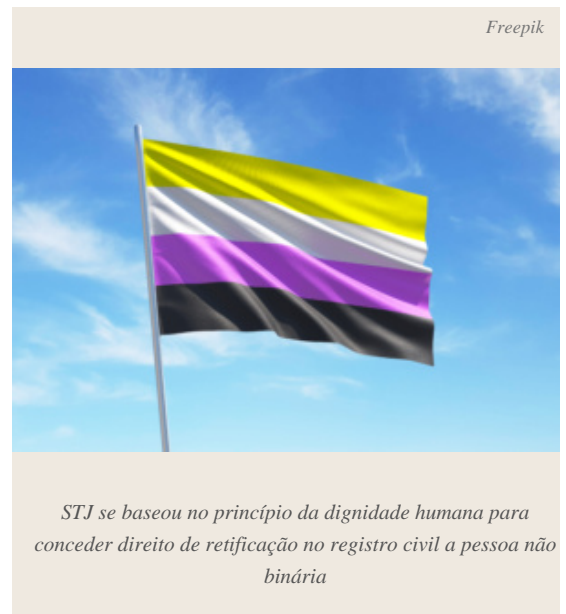 Freepik
STJ se baseou no princípio da dignidade humana para
conceder direito de retificação no registro civil a pessoa não
binária